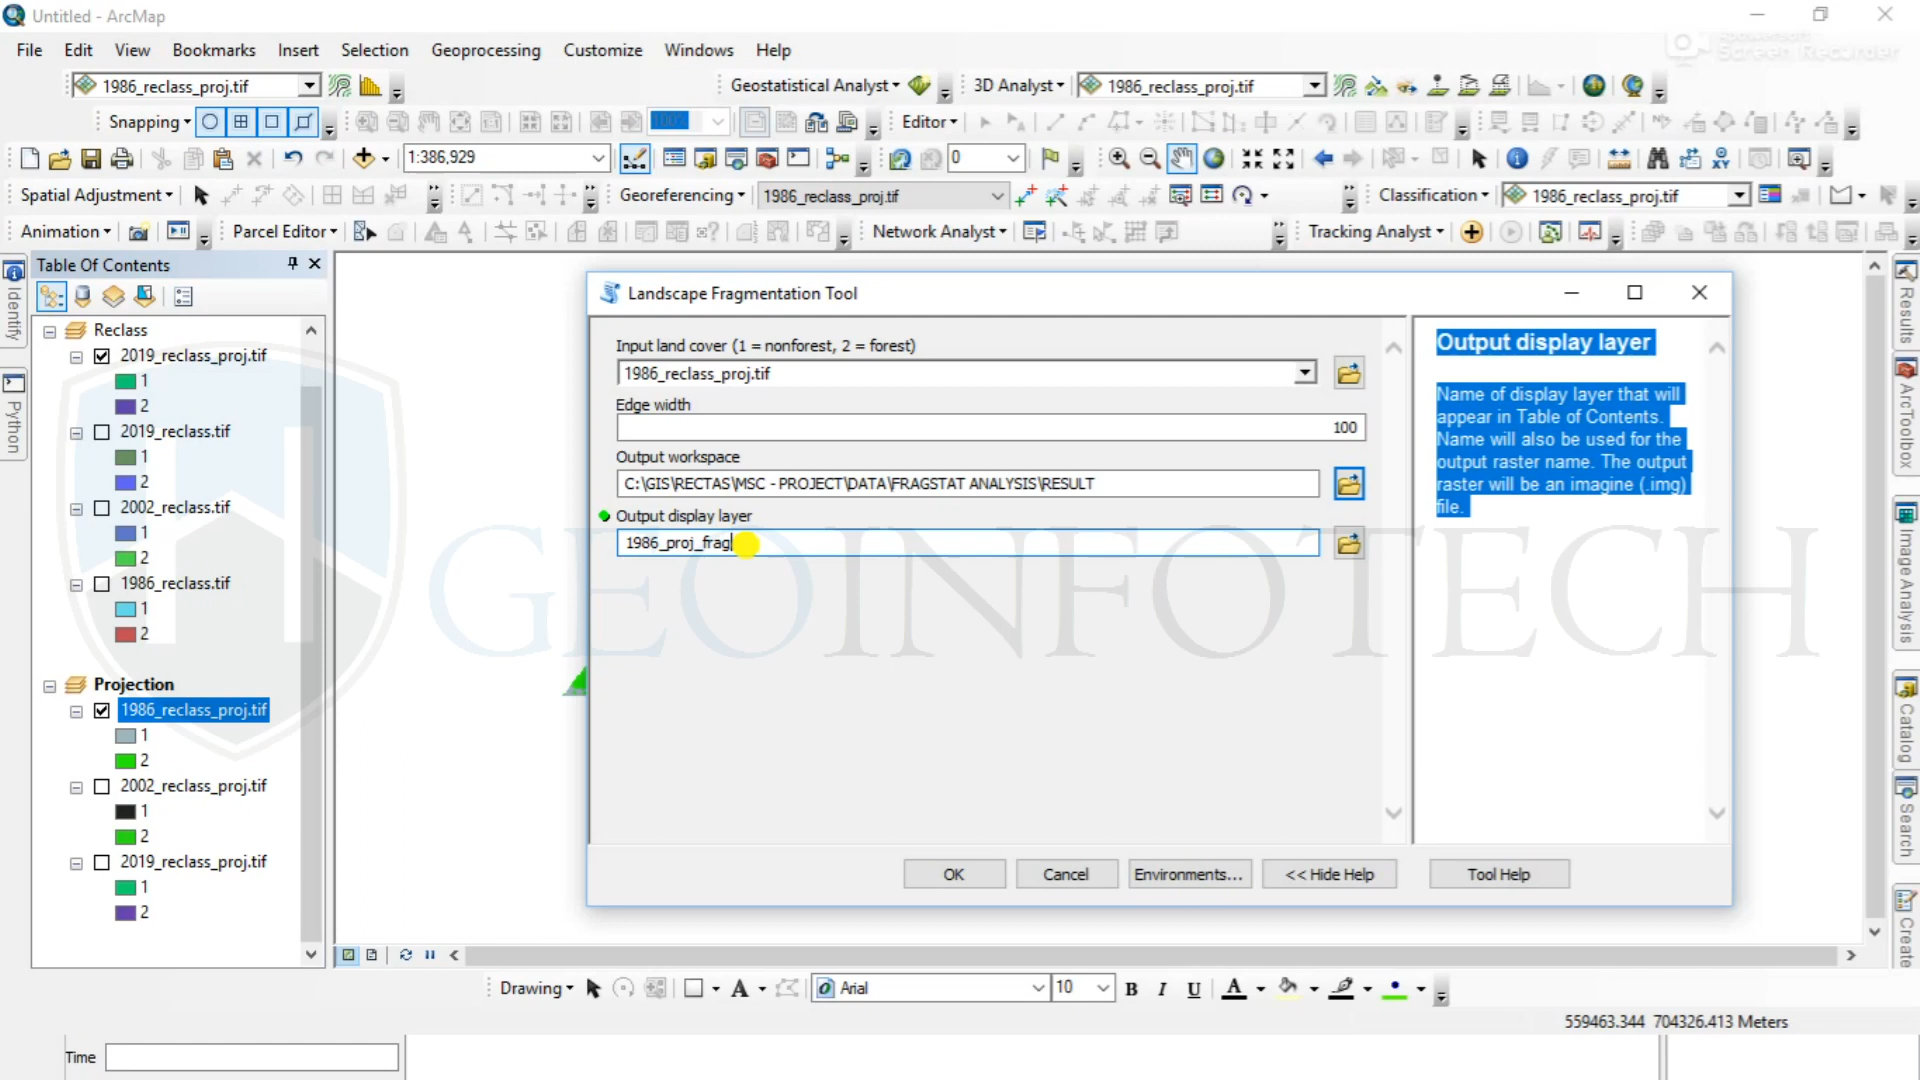 Untitled - ArcMap
File Edit View Bookmarks Insert Selection Geoprocessing Customize Windows Help
Screen Recorder
1986_reclass_proj.tif Geostatistical Analyst 3D Analyst 1986_reclass_proj.tif
Snapping 100% Editor
1:386,929 0
Spatial Adjustment Georeferencing 1986_reclass_proj.tif Classification 1986_reclass_proj.tif
Animation Parcel Editor Network Analyst Tracking Analyst
Identify
Python
Table Of Contents
Reclass
2019_reclass_proj.tif
1
2
2019_reclass.tif
1
2
2002_reclass.tif
1
2
1986_reclass.tif
1
2
Projection
1986_reclass_proj.tif
1
2
2002_reclass_proj.tif
1
2
2019_reclass_proj.tif
1
2
Landscape Fragmentation Tool
Input land cover (1 = nonforest, 2 = forest)
1986_reclass_proj.tif
Edge width
100
Output workspace
C:\GIS\RECTAS\MSC - PROJECT\DATA\FRAGSTAT ANALYSIS\RESULT
Output display layer
1986_proj_frag
OK Cancel Environments... << Hide Help Tool Help
Output display layer
Name of display layer that will
appear in Table of Contents.
Name will also be used for the
output raster name. The output
raster will be an imagine (.img)
file.
GEOINFOTECH
Results
ArcToolbox
Image Analysis
Catalog
Search
Create
Drawing Arial 10 B I U A
559463.344 704326.413 Meters
Time